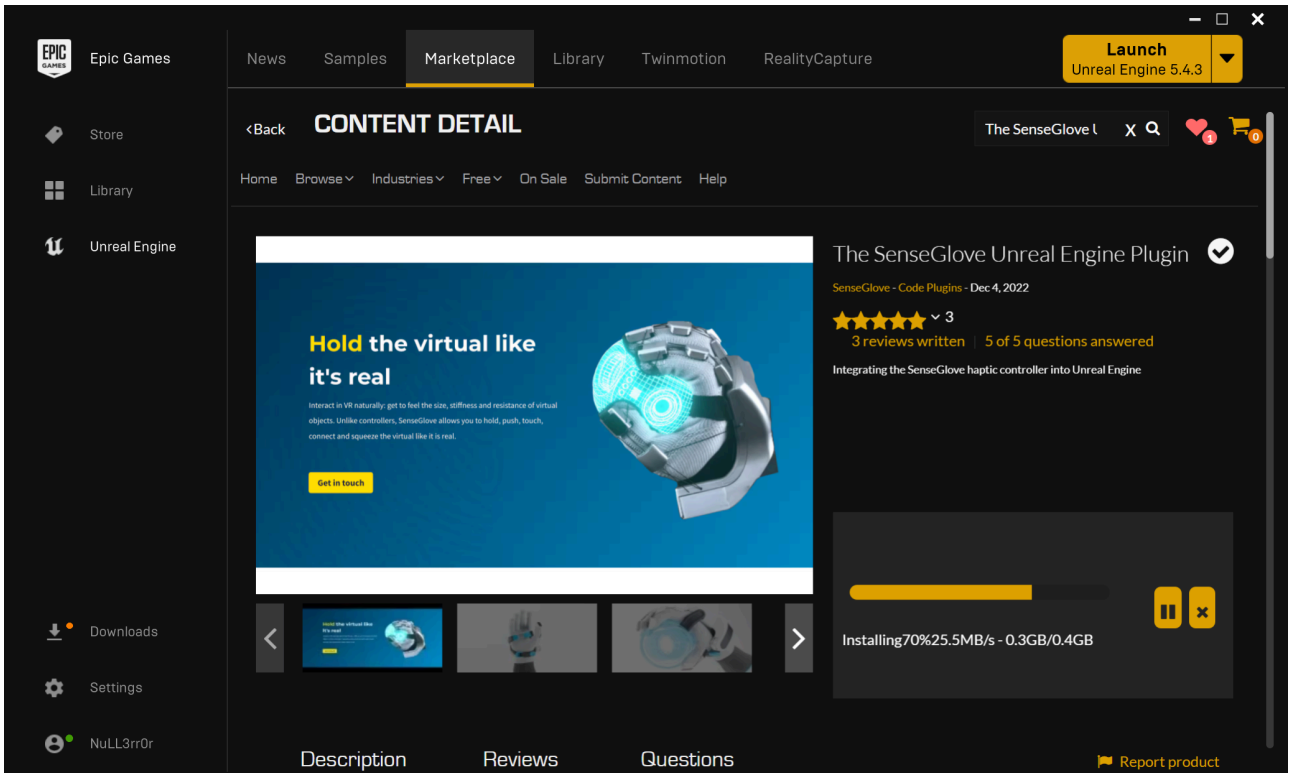 EPIC GAMES
Epic Games
News Samples Marketplace Library Twinmotion RealityCapture
Launch
Unreal Engine 5.4.3
Store
Library
Unreal Engine
<Back CONTENT DETAIL
The SenseGlove U X
1
0
Home Browse Industries Free On Sale Submit Content Help
Hold the virtual like
it's real
Interact in VR naturally: get to feel the size, stiffness and resistance of virtual
objects. Unlike controllers, SenseGlove allows you to hold, push, touch,
connect and squeeze the virtual like it is real.
Get in touch
The SenseGlove Unreal Engine Plugin
SenseGlove - Code Plugins - Dec 4, 2022
3
3 reviews written | 5 of 5 questions answered
Integrating the SenseGlove haptic controller into Unreal Engine
Hold the virtual like
it's real
Installing70%25.5MB/s - 0.3GB/0.4GB
Downloads
Settings
NuLL3rr0r
Description Reviews Questions
Report product